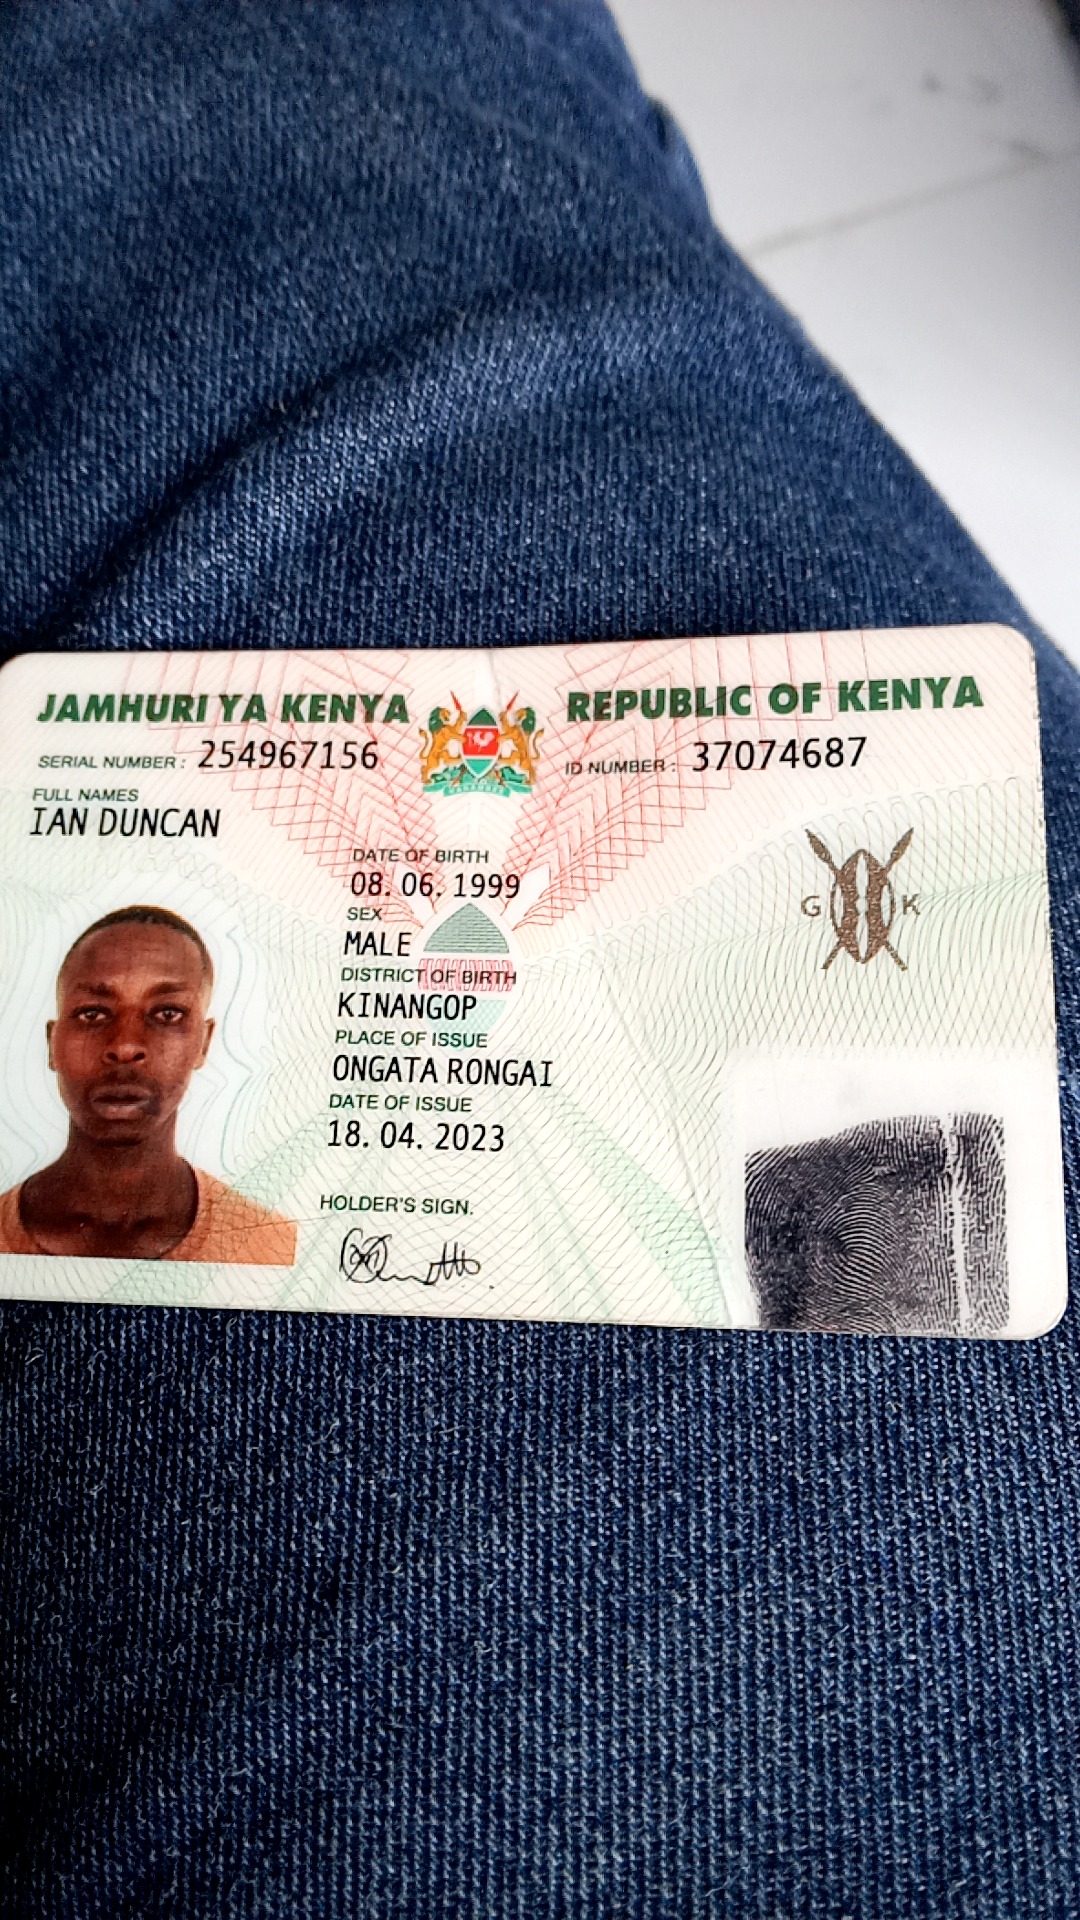 JAMHURI YA KENYA
REPUBLIC OF KENYA
SERIAL NUMBER: 254967156
ID NUMBER: 37074687
FULL NAMES
IAN DUNCAN
DATE OF BIRTH
08. 06. 1999
SEX
MALE
DISTRICT OF BIRTH
KINANGOP
PLACE OF ISSUE
ONGATA RONGAI
DATE OF ISSUE
18. 04. 2023
HOLDER'S SIGN.
G K